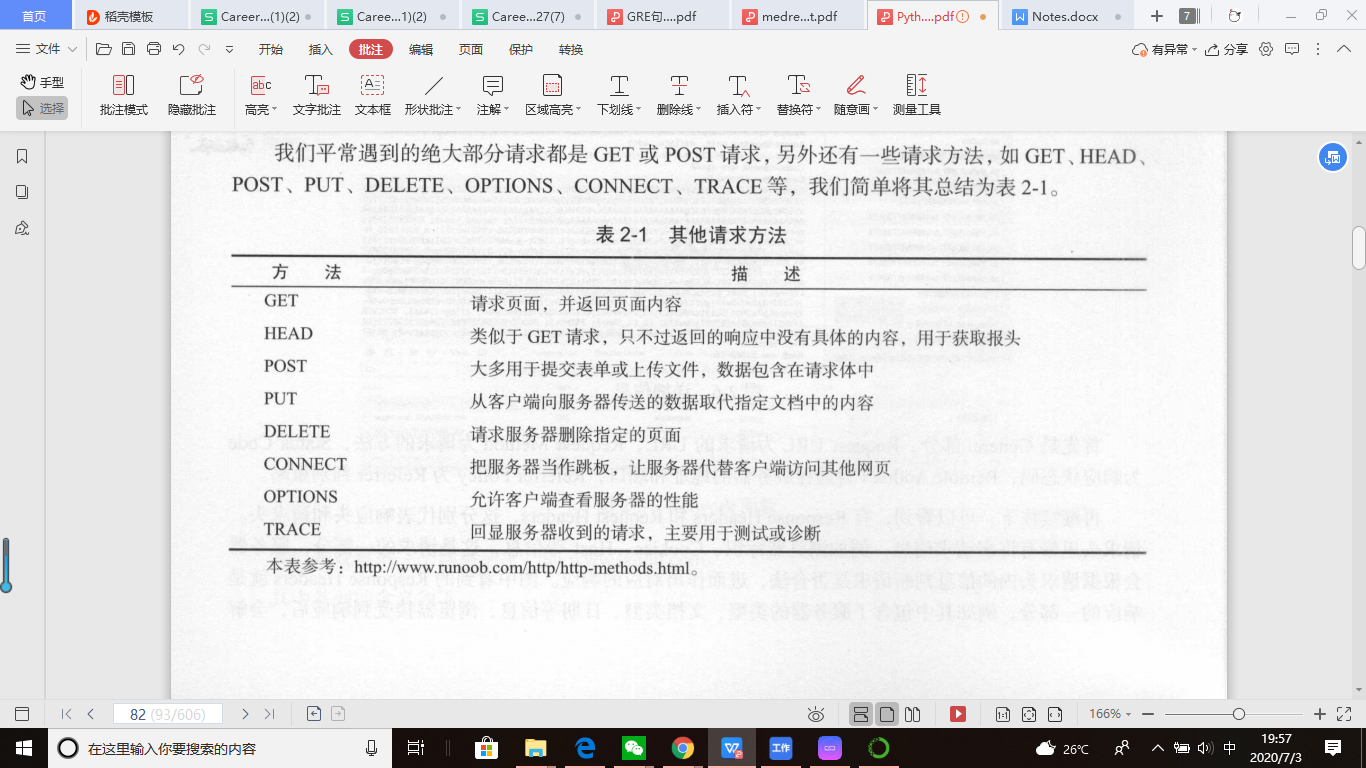 首页
稻壳模板
Career...(1)(2)
Caree...1)(2)
Caree...27(7)
GRE句....pdf
medre...t.pdf
Pyth....pdf
Notes.docx
7
文件
开始
插入
批注
编辑
页面
保护
转换
有异常
分享
手型
选择
批注模式
隐藏批注
高亮
文字批注
文本框
形状批注
注解
区域高亮
下划线
删除线
插入符
替换符
随意画
测量工具
我们平常遇到的绝大部分请求都是 GET 或 POST 请求，另外还有一些请求方法，如 GET、HEAD、
POST、PUT、DELETE、OPTIONS、CONNECT、TRACE 等，我们简单将其总结为表 2-1。
表 2-1 其他请求方法
方 法 描 述
GET 请求页面，并返回页面内容
HEAD 类似于 GET 请求，只不过返回的响应中没有具体的内容，用于获取报头
POST 大多用于提交表单或上传文件，数据包含在请求体中
PUT 从客户端向服务器传送的数据取代指定文档中的内容
DELETE 请求服务器删除指定的页面
CONNECT 把服务器当作跳板，让服务器代替客户端访问其他网页
OPTIONS 允许客户端查看服务器的性能
TRACE 回显服务器收到的请求，主要用于测试或诊断
本表参考：http://www.runoob.com/http/http-methods.html。
82 (93/606)
166%
在这里输入你要搜索的内容
工作
26°C
中
19:57
2020/7/3